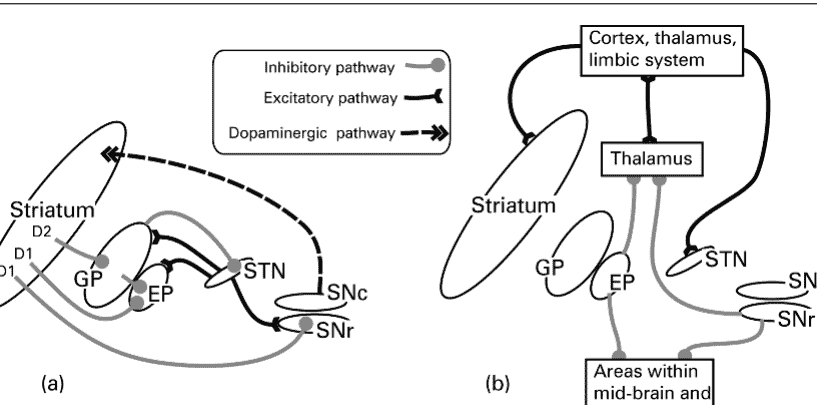 Inhibitory pathway
Excitatory pathway
Dopaminergic pathway
Striatum
D2
D1
D1
GP
EP
STN
SNc
SNr
(a)
Cortex, thalamus,
limbic system
Thalamus
Striatum
GP
EP
STN
SN
SNr
Areas within
mid-brain and
(b)